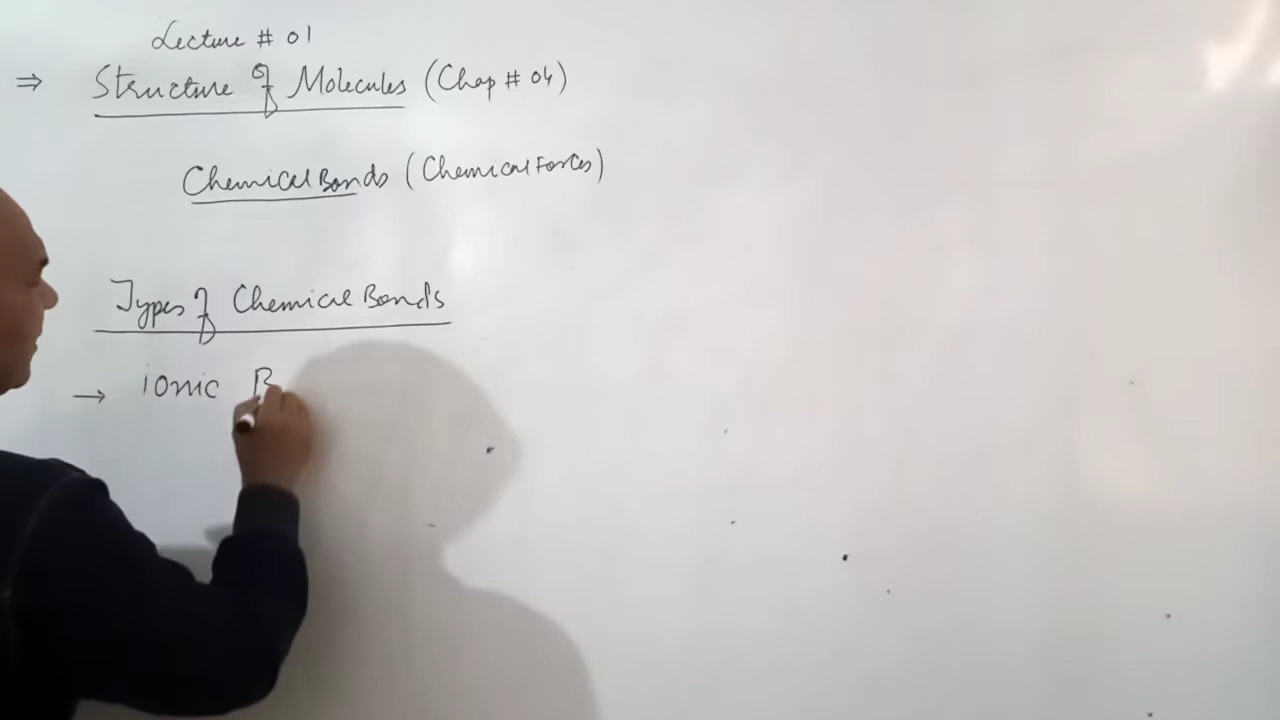 Lecture # 01
⇒ Structure of Molecules (Chap # 04)
Chemical Bonds (Chemical Forces)
Types of Chemical Bonds
→ ionic B